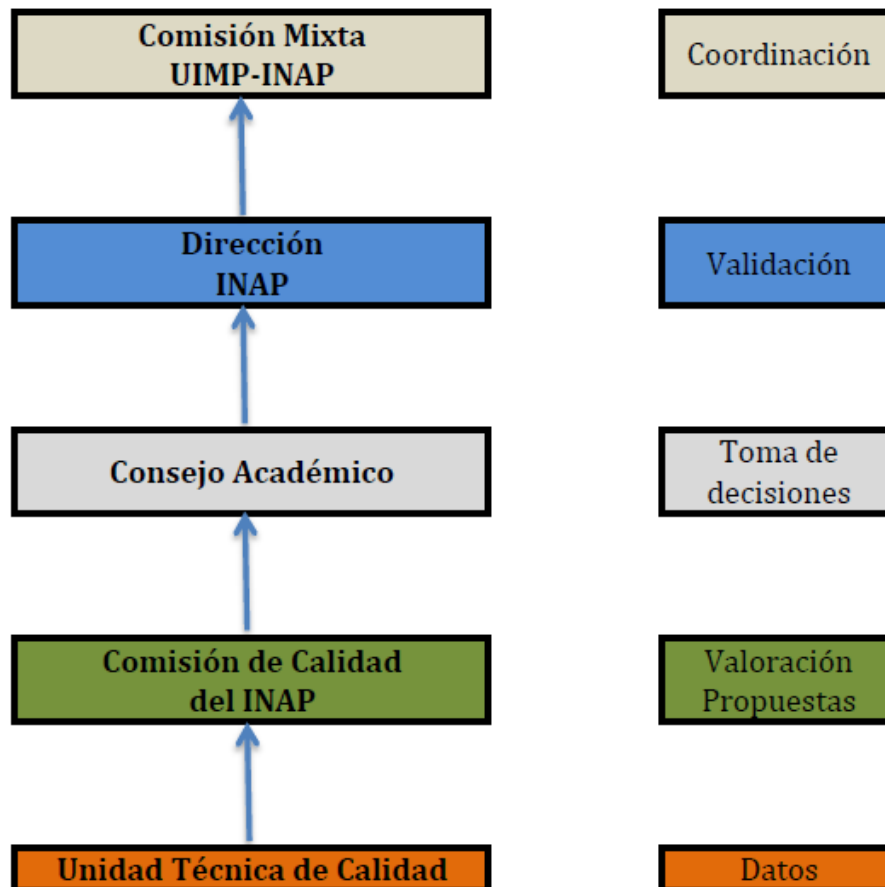 Comisión Mixta
UIMP-INAP
Coordinación
Dirección
INAP
Validación
Consejo Académico
Toma de
decisiones
Comisión de Calidad
del INAP
Valoración
Propuestas
Unidad Técnica de Calidad
Datos